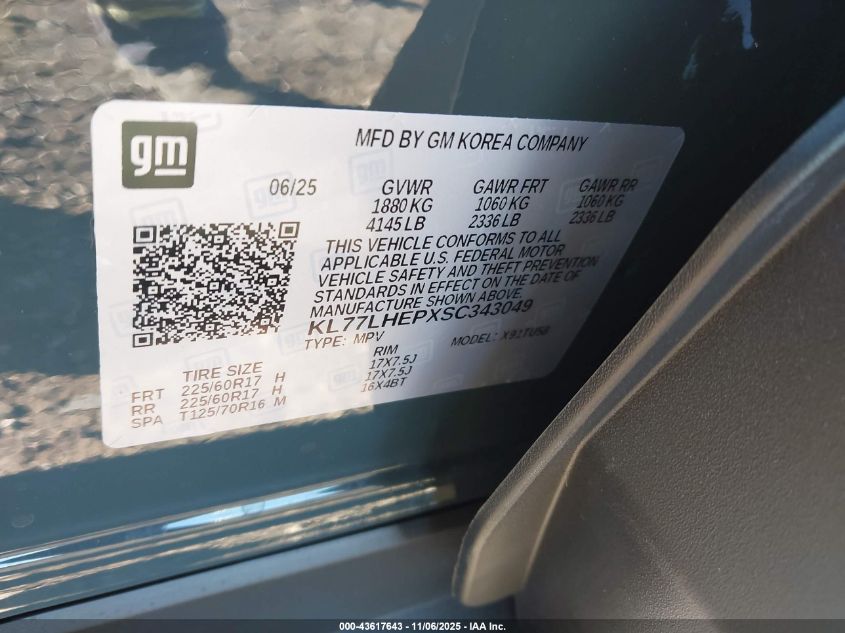 gm
MFD BY GM KOREA COMPANY
06/25 GVWR GAWR FRT GAWR RR
1880 KG 1060 KG 1060 KG
4145 LB 2336 LB 2336 LB
THIS VEHICLE CONFORMS TO ALL
APPLICABLE U.S. FEDERAL MOTOR
VEHICLE SAFETY AND THEFT PREVENTION
STANDARDS IN EFFECT ON THE DATE OF
MANUFACTURE SHOWN ABOVE.
KL77LHEPXSC343049
TYPE: MPV MODEL: X91TU58
TIRE SIZE RIM
FRT 225/60R17 H 17X7.5J
RR 225/60R17 H 17X7.5J
SPA T125/70R16 M 16X4BT
000-43617643 - 11/06/2025 - IAA Inc.